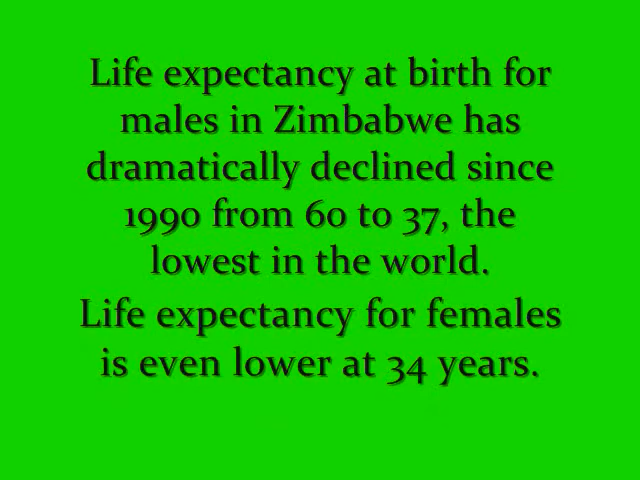 Life expectancy at birth for
males in Zimbabwe has
dramatically declined since
1990 from 60 to 37, the
lowest in the world.
Life expectancy for females
is even lower at 34 years.